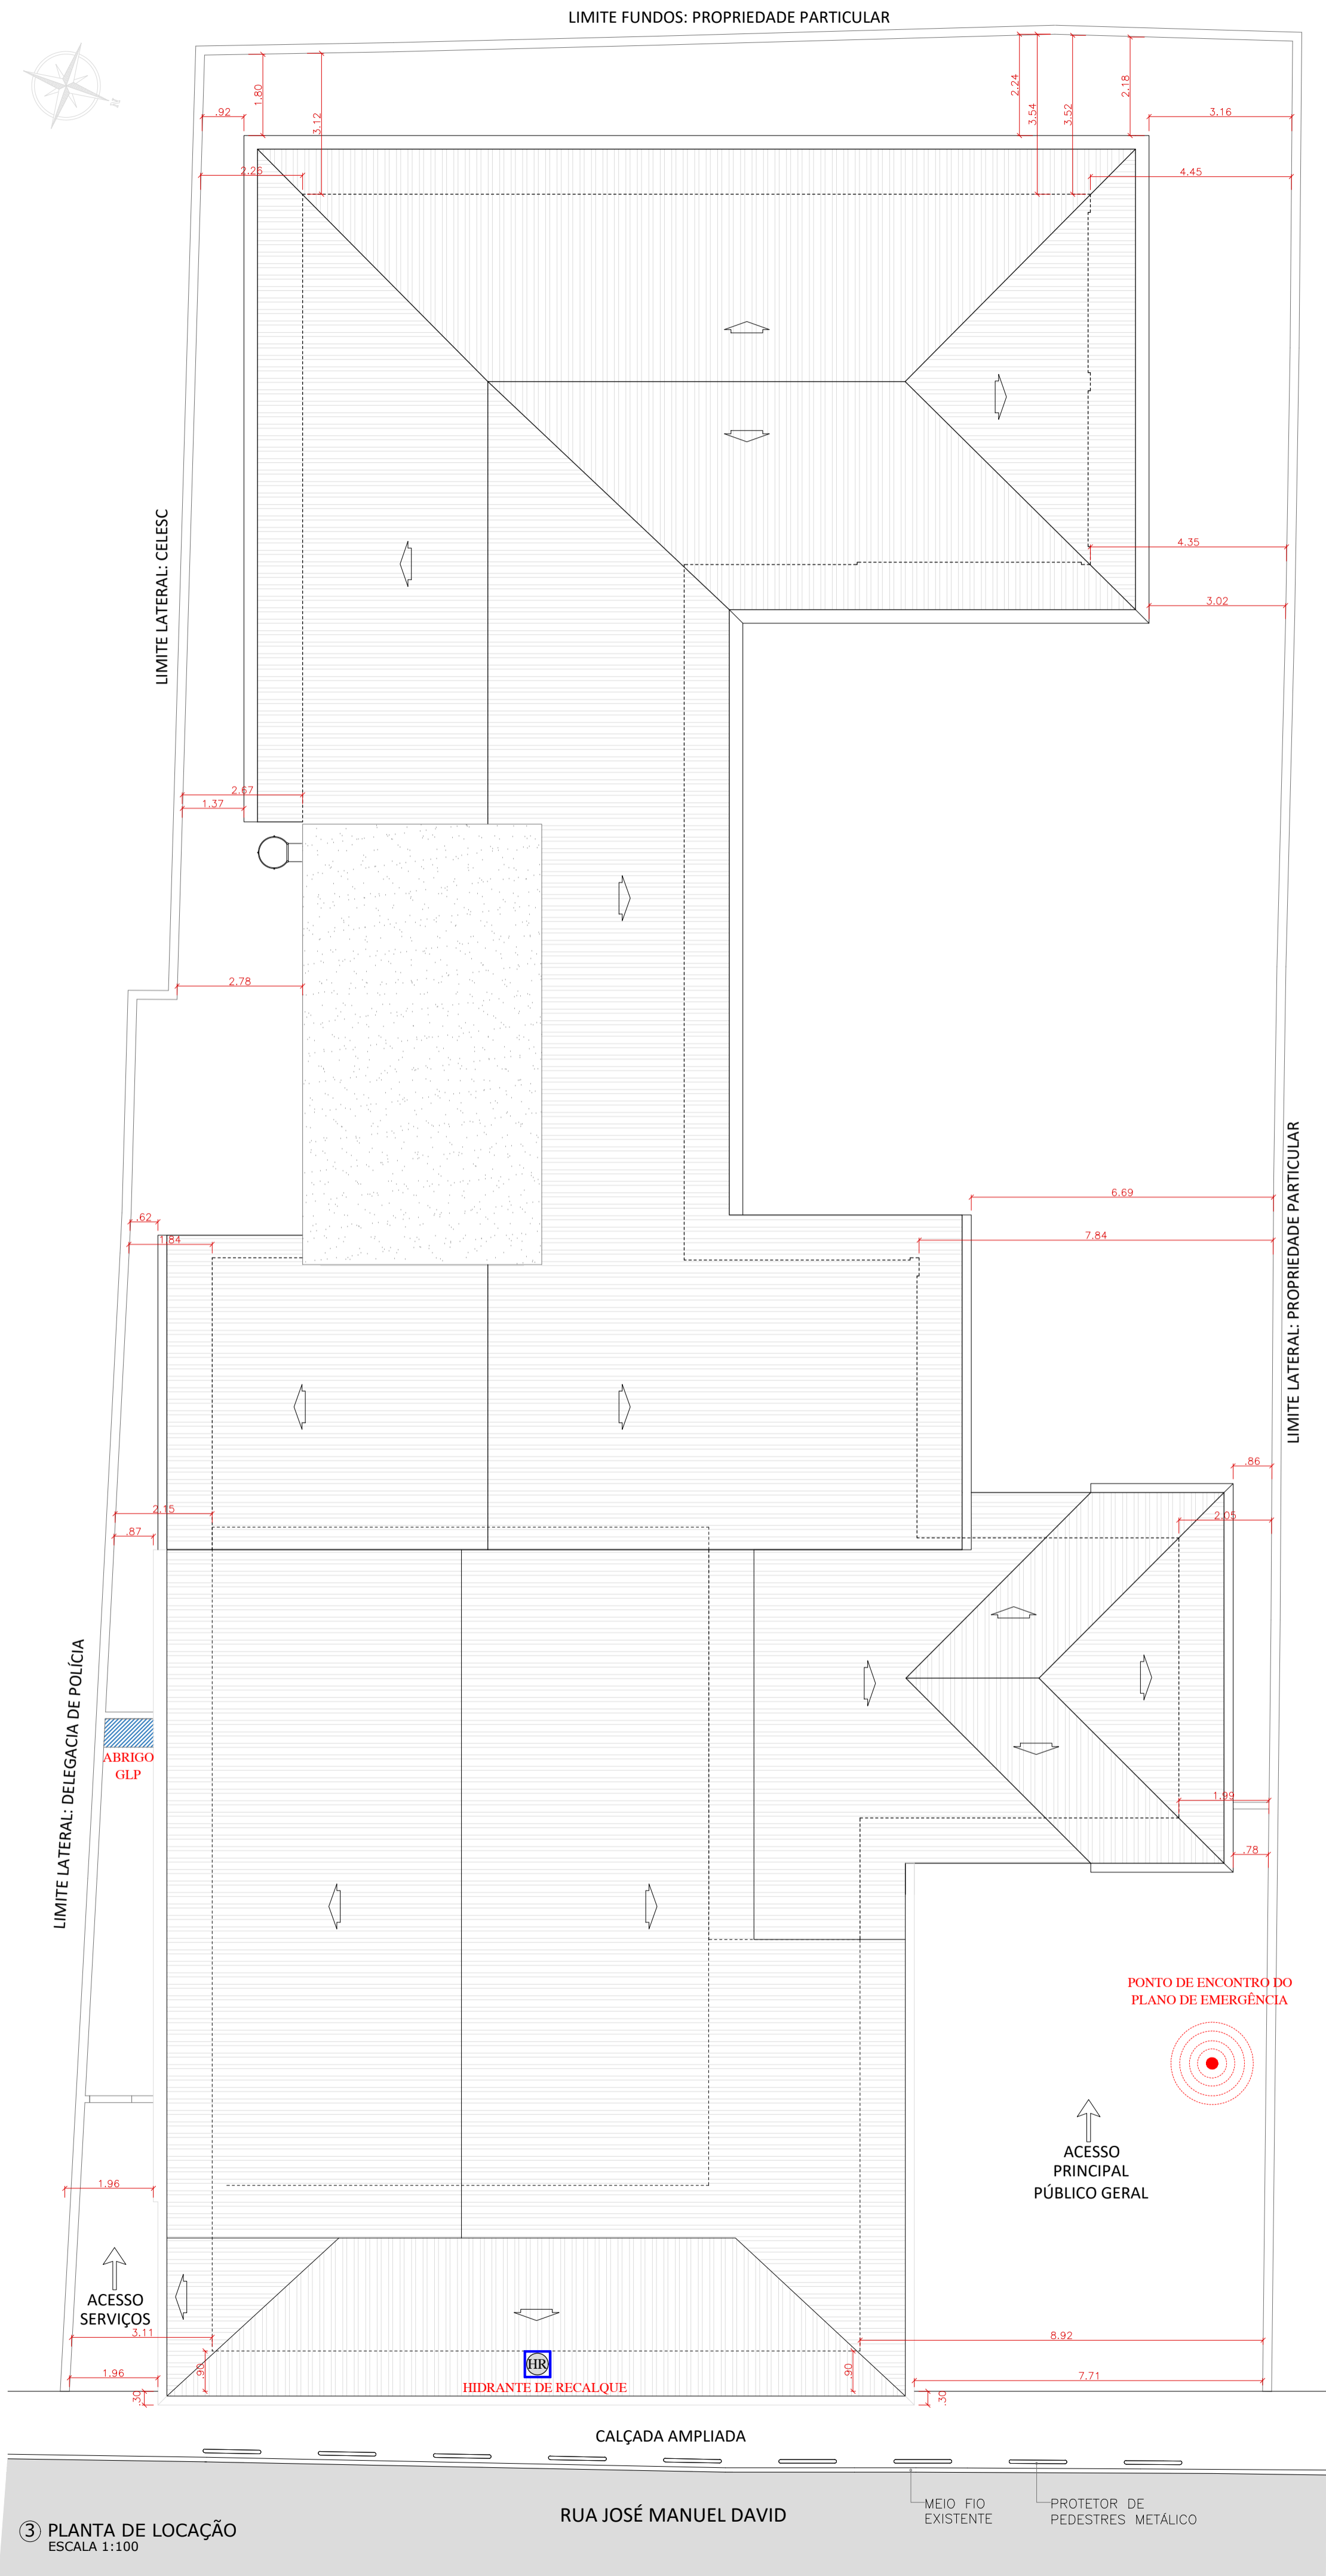 LIMITE FUNDOS: PROPRIEDADE PARTICULAR
1.80
3.12
2.24
3.54
3.52
2.18
.92
3.16
2.25
4.45
LIMITE LATERAL: CELESC
4.35
3.02
2.67
1.37
2.78
LIMITE LATERAL: PROPRIEDADE PARTICULAR
6.69
.62
7.84
1.84
.86
2.15
2.05
.87
LIMITE LATERAL: DELEGACIA DE POLÍCIA
ABRIGO
GLP
1.99
.78
PONTO DE ENCONTRO DO
PLANO DE EMERGÊNCIA
ACESSO
PRINCIPAL
PÚBLICO GERAL
1.96
ACESSO
SERVIÇOS
3.11
8.92
.90
HR
.90
1.96
7.71
HIDRANTE DE RECALQUE
.30
.30
CALÇADA AMPLIADA
MEIO FIO
EXISTENTE
PROTETOR DE
PEDESTRES METÁLICO
RUA JOSÉ MANUEL DAVID
3 PLANTA DE LOCAÇÃO
ESCALA 1:100